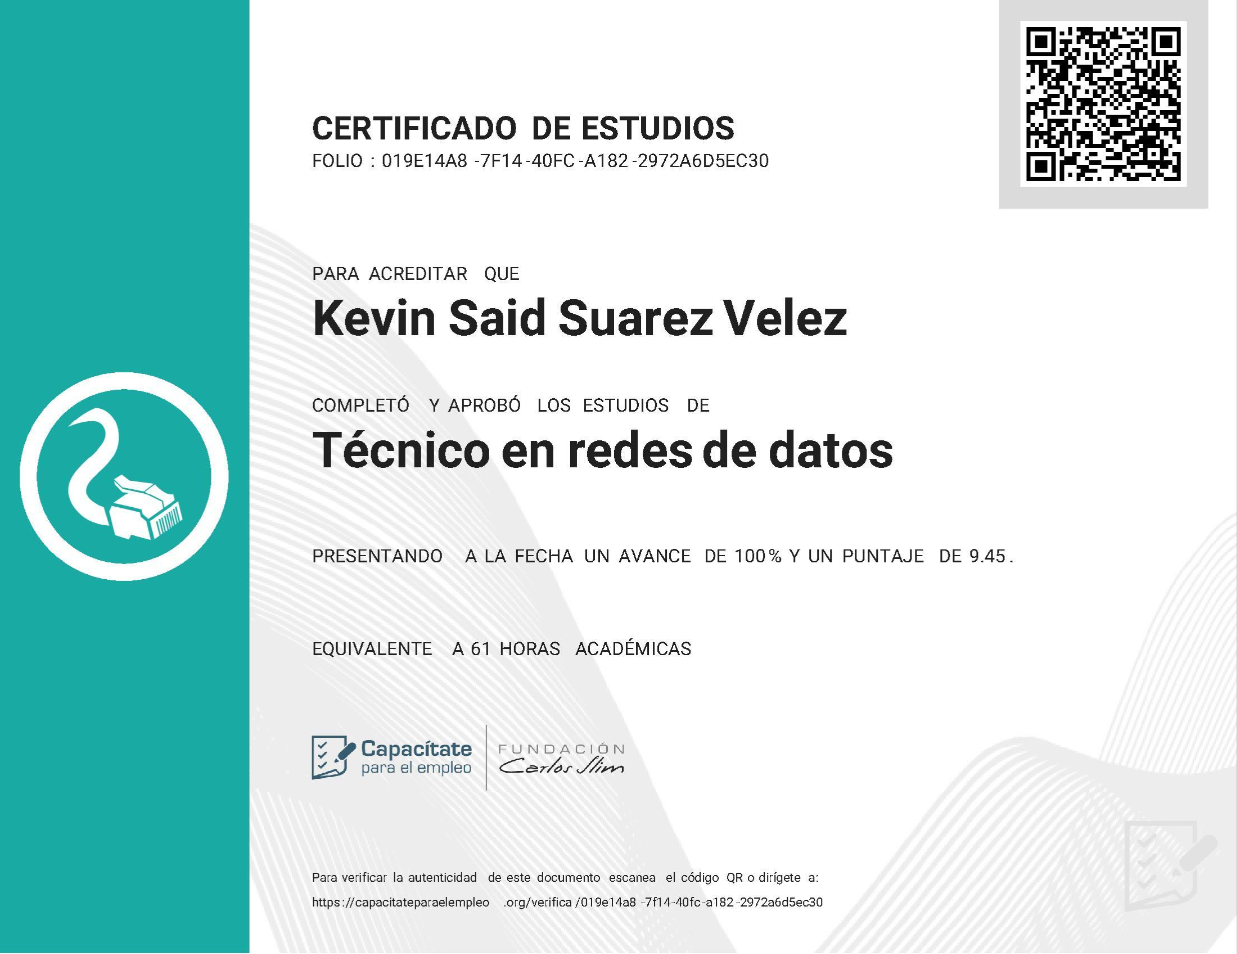 CERTIFICADO DE ESTUDIOS
FOLIO : 019E14A8 -7F14 -40FC -A182 -2972A6D5EC30
PARA ACREDITAR QUE
Kevin Said Suarez Velez
COMPLETÓ Y APROBÓ LOS ESTUDIOS DE
Técnico en redes de datos
PRESENTANDO A LA FECHA UN AVANCE DE 100% Y UN PUNTAJE DE 9.45.
EQUIVALENTE A 61 HORAS ACADÉMICAS
Capacítate
para el empleo
FUNDACIÓN
Carlos Slim
Para verificar la autenticidad de este documento escanea el código QR o dirígete a:
https://capacitateparaelempleo .org/verifica /019e14a8 -7f14-40fc-a182 -2972a6d5ec30